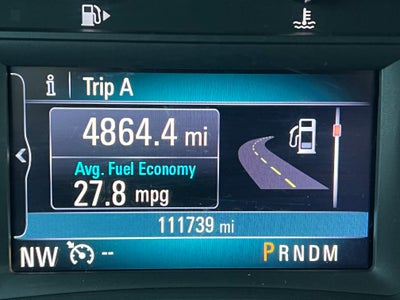 i Trip A
4864.4 mi
Avg. Fuel Economy
27.8 mpg
111739 mi
NW -- PRNDM